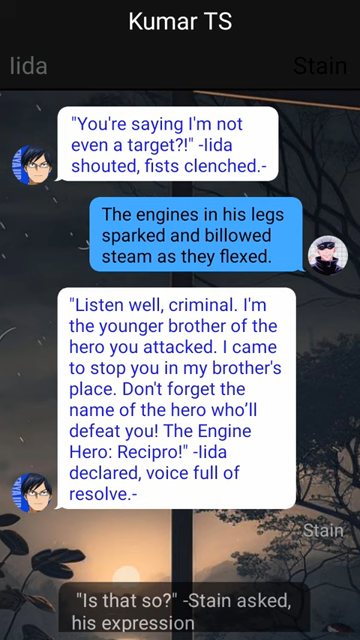 Kumar TS
Iida
Stain
"You're saying I'm not
even a target?!" -Iida
shouted, fists clenched.-
The engines in his legs
sparked and billowed
steam as they flexed.
"Listen well, criminal. I'm
the younger brother of the
hero you attacked. I came
to stop you in my brother's
place. Don't forget the
name of the hero who’ll
defeat you! The Engine
Hero: Recipro!" -Iida
declared, voice full of
resolve.-
Stain
"Is that so?" -Stain asked,
his expression